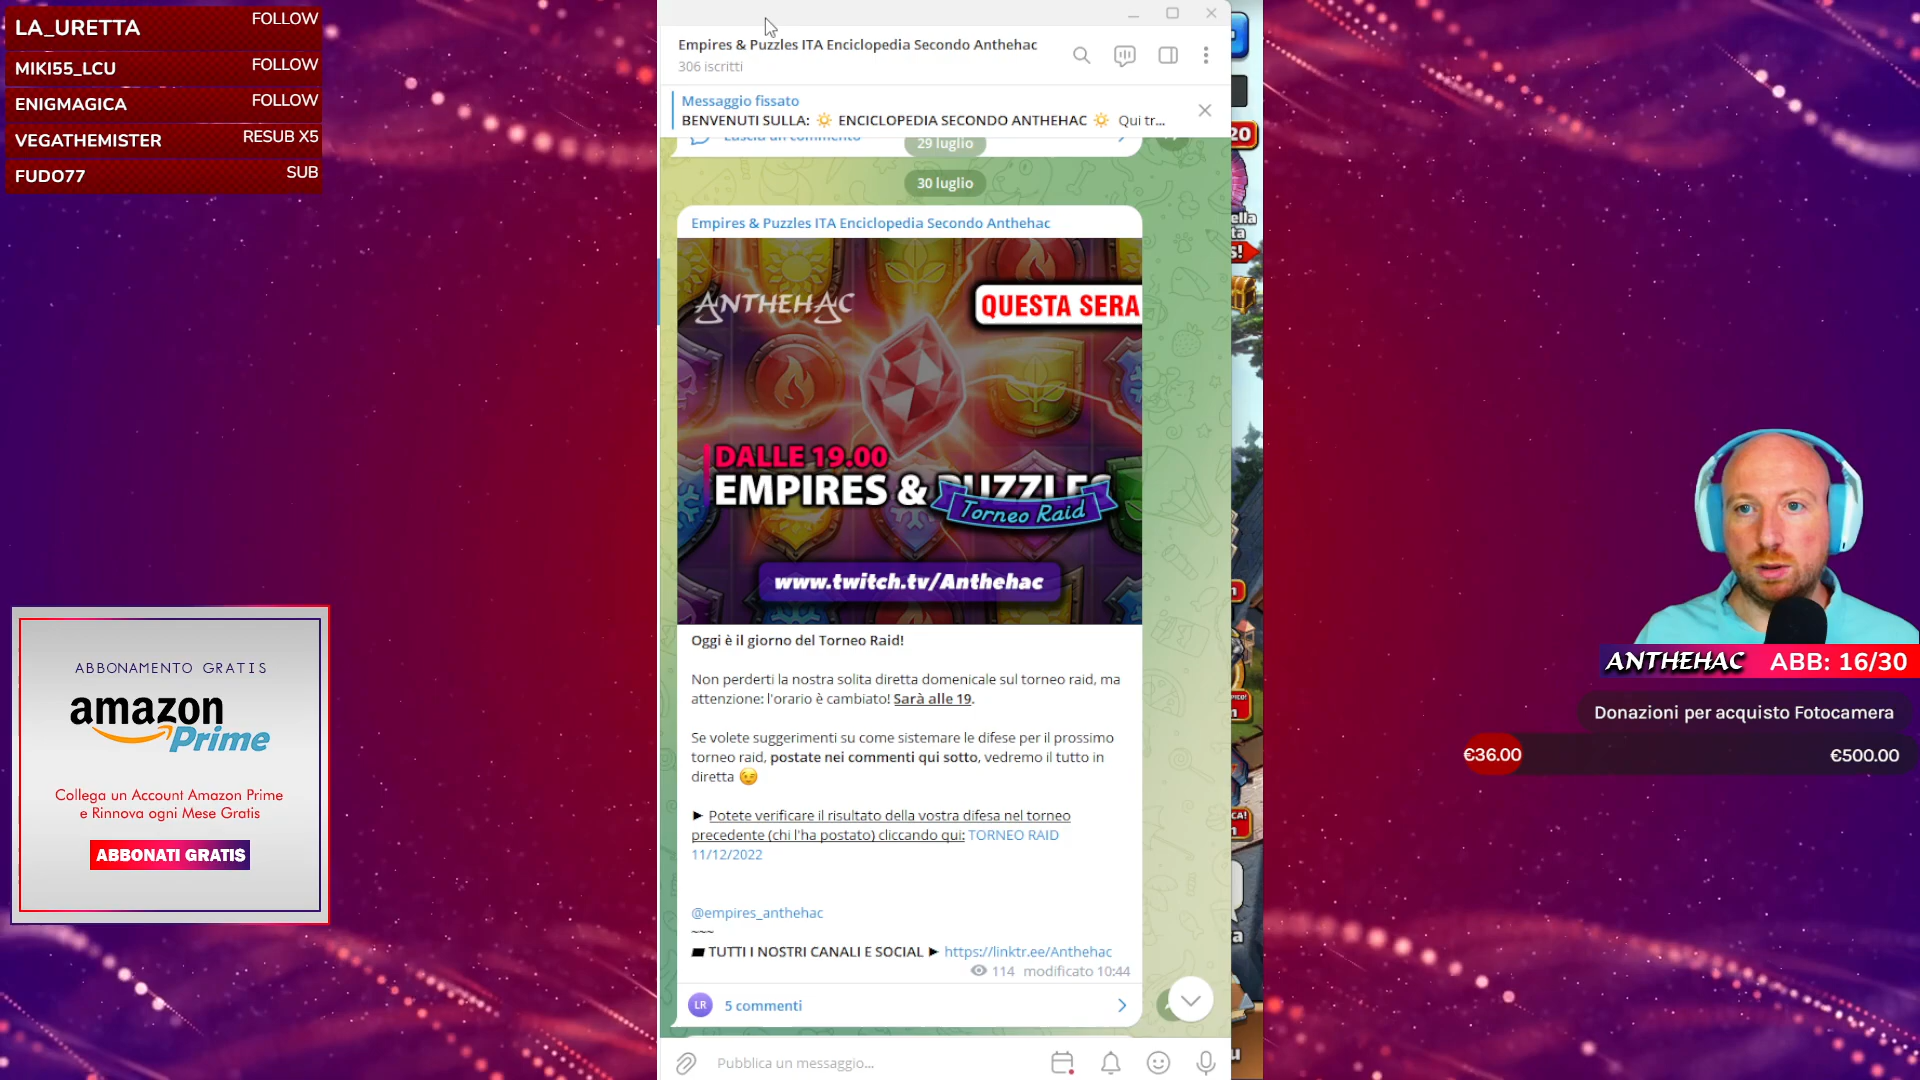 LA_URETTA FOLLOW
MIKI55_LCU FOLLOW
ENIGMAGICA FOLLOW
VEGATHEMISTER RESUB X5
FUDO77 SUB
ABBONAMENTO GRATIS
amazon
Prime
Collega un Account Amazon Prime
e Rinnova ogni Mese Gratis
ABBONATI GRATIS
Empires & Puzzles ITA Enciclopedia Secondo Anthehac
306 iscritti
Messaggio fissato
BENVENUTI SULLA: ☀️ ENCICLOPEDIA SECONDO ANTHEHAC ☀️ Qui tr...
Lascia un commento
29 luglio
30 luglio
Empires & Puzzles ITA Enciclopedia Secondo Anthehac
ANTHEHAC
QUESTA SERA
DALLE 19.00
EMPIRES & PUZZLES
Torneo Raid
www.twitch.tv/Anthehac
Oggi è il giorno del Torneo Raid!
Non perderti la nostra solita diretta domenicale sul torneo raid, ma
attenzione: l'orario è cambiato! Sarà alle 19.
Se volete suggerimenti su come sistemare le difese per il prossimo
torneo raid, postate nei commenti qui sotto, vedremo il tutto in
diretta 😉
► Potete verificare il risultato della vostra difesa nel torneo
precedente (chi l'ha postato) cliccando qui: TORNEO RAID
11/12/2022
@empires_anthehac
~~~
TUTTI I NOSTRI CANALI E SOCIAL ► https://linktr.ee/Anthehac
114 modificato 10:44
LR 5 commenti
Pubblica un messaggio...
ANTHEHAC ABB: 16/30
Donazioni per acquisto Fotocamera
€36.00 €500.00